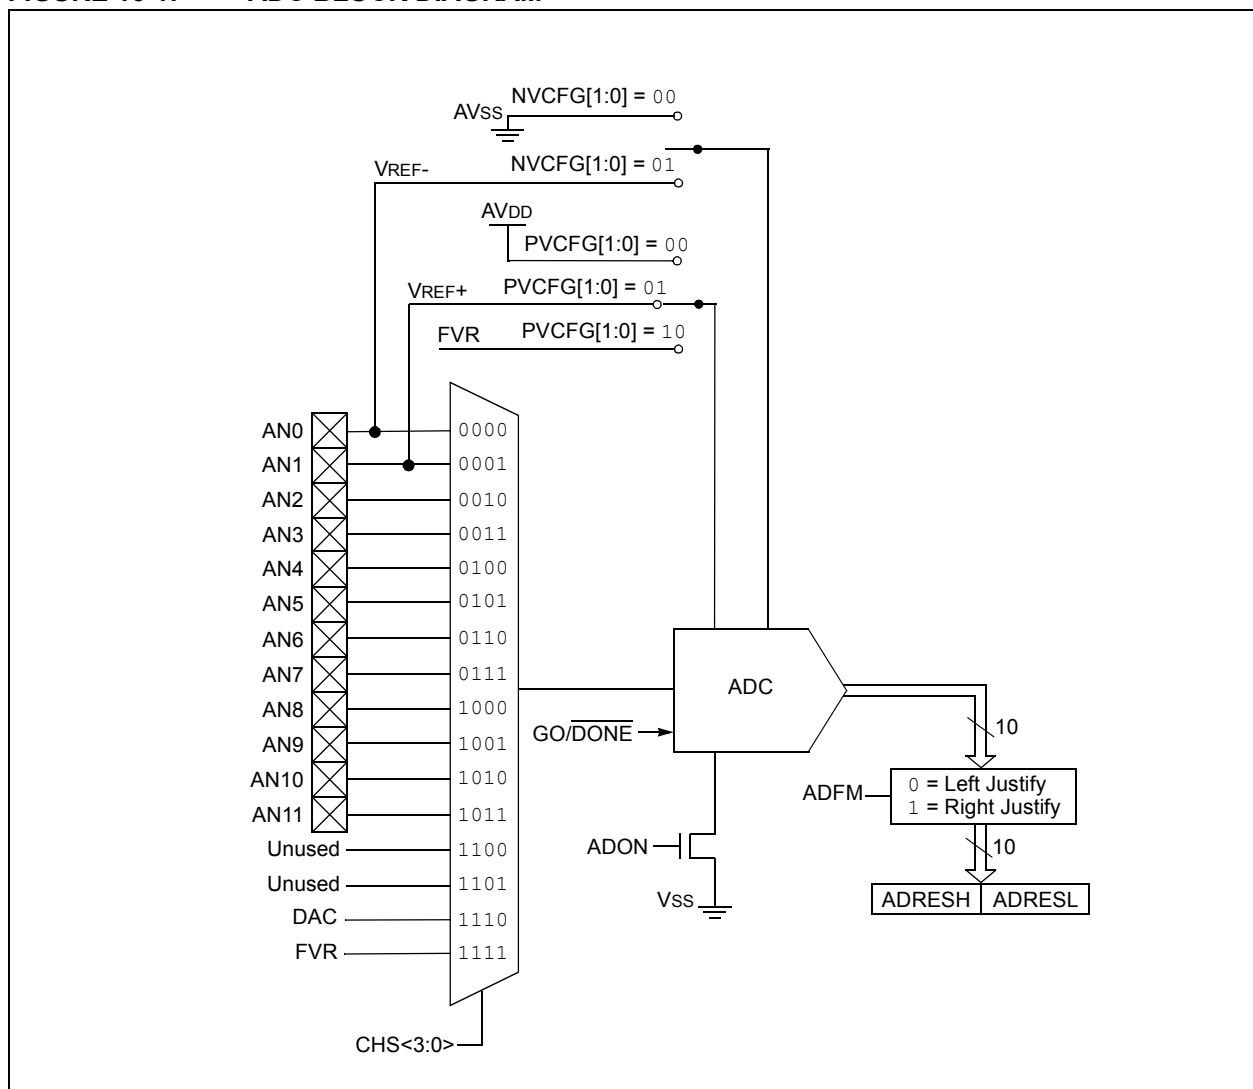 NVCFG[1:0] = 00
AVSS
VREF-
NVCFG[1:0] = 01
AVDD
PVCFG[1:0] = 00
VREF+
PVCFG[1:0] = 01
FVR
PVCFG[1:0] = 10
AN0 0000
AN1 0001
AN2 0010
AN3 0011
AN4 0100
AN5 0101
AN6 0110
AN7 0111
AN8 1000
AN9 1001
AN10 1010
AN11 1011
Unused 1100
Unused 1101
DAC 1110
FVR 1111
CHS<3:0>
ADC
GO/DONE
ADON
VSS
10
ADFM
0 = Left Justify
1 = Right Justify
10
ADRESH ADRESL